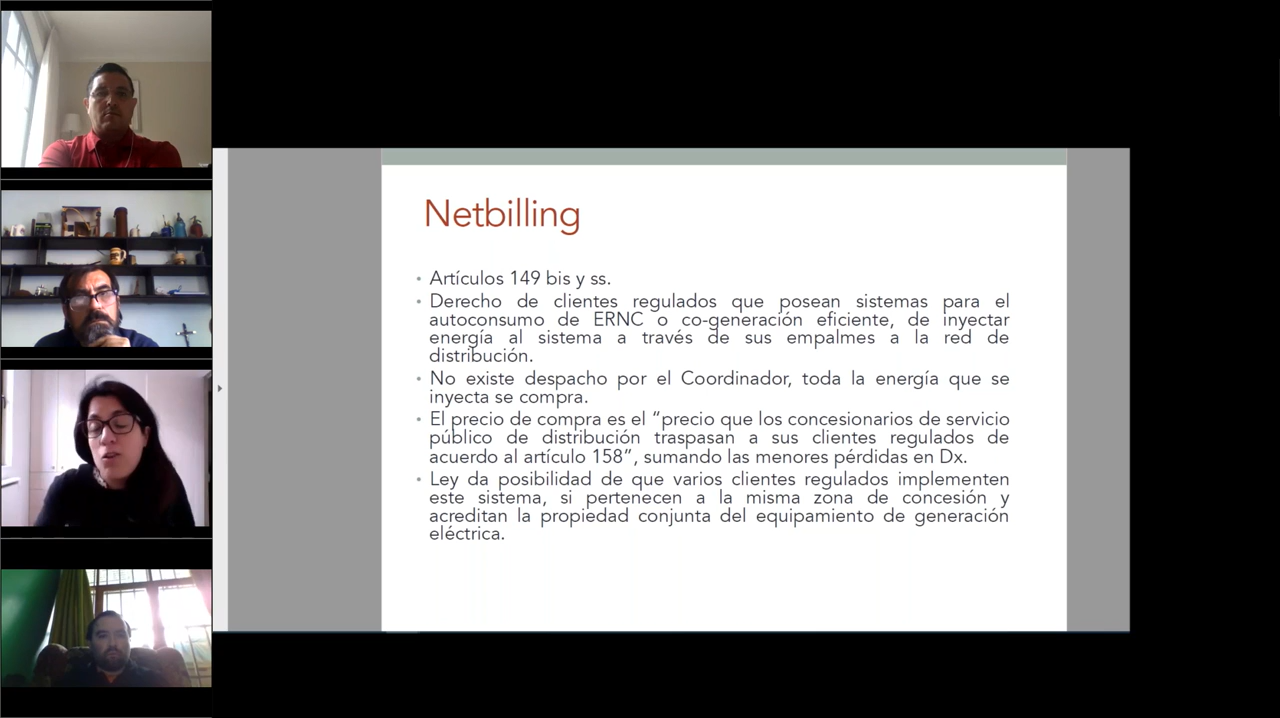 Netbilling
• Artículos 149 bis y ss.
• Derecho de clientes regulados que posean sistemas para el
autoconsumo de ERNC o co-generación eficiente, de inyectar
energía al sistema a través de sus empalmes a la red de
distribución.
• No existe despacho por el Coordinador, toda la energía que se
inyecta se compra.
• El precio de compra es el “precio que los concesionarios de servicio
público de distribución traspasan a sus clientes regulados de
acuerdo al artículo 158”, sumando las menores pérdidas en Dx.
• Ley da posibilidad de que varios clientes regulados implementen
este sistema, si pertenecen a la misma zona de concesión y
acreditan la propiedad conjunta del equipamiento de generación
eléctrica.